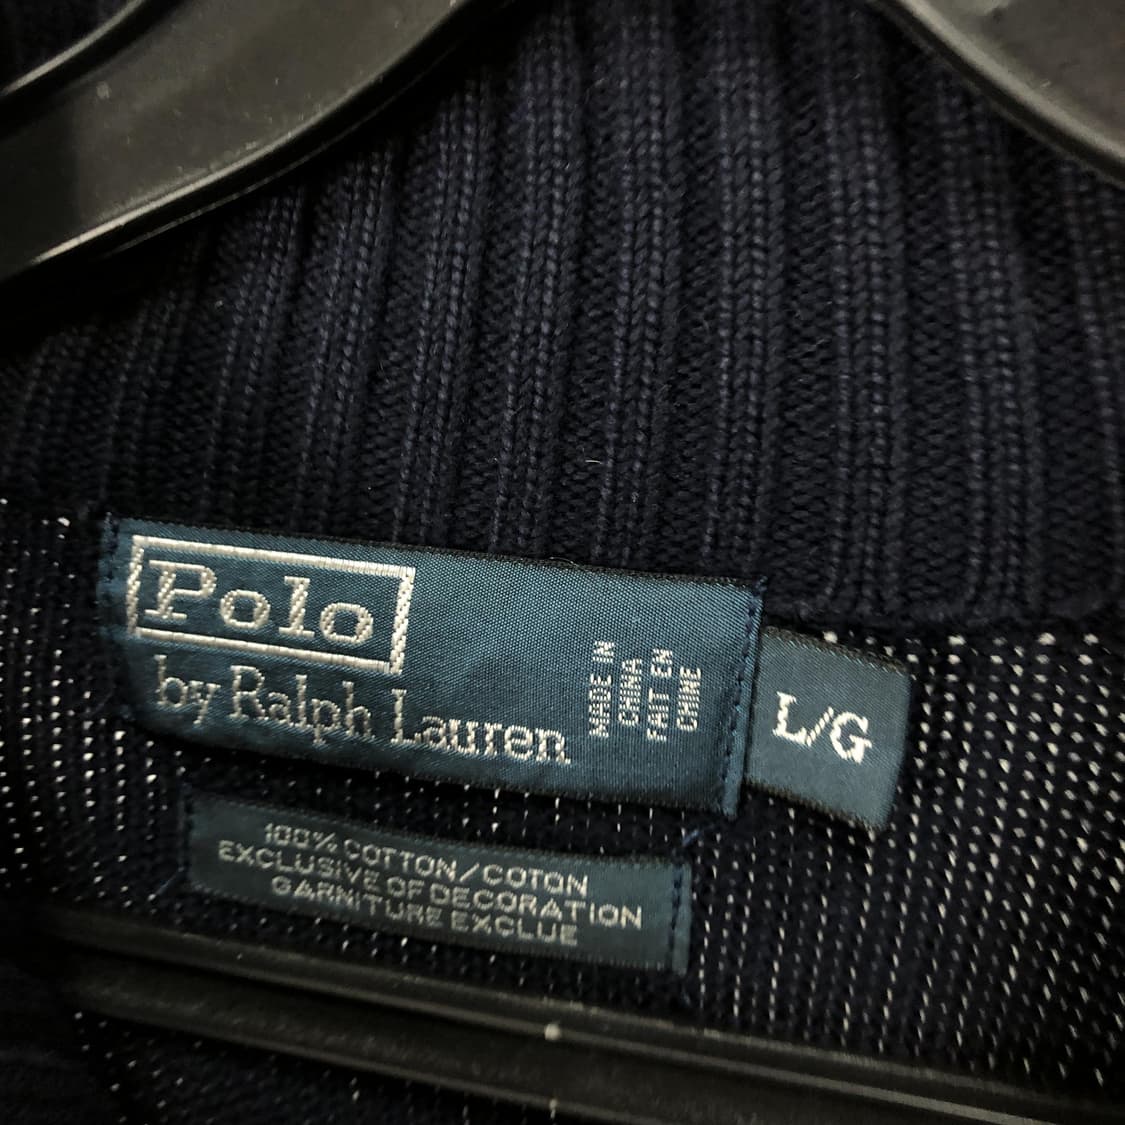 Polo
by Ralph Lauren
MADE IN
CHINA
FAIT EN
CHINE
L/G
100% COTTON/COTON
EXCLUSIVE OF DECORATION
GARNITURE EXCLUE